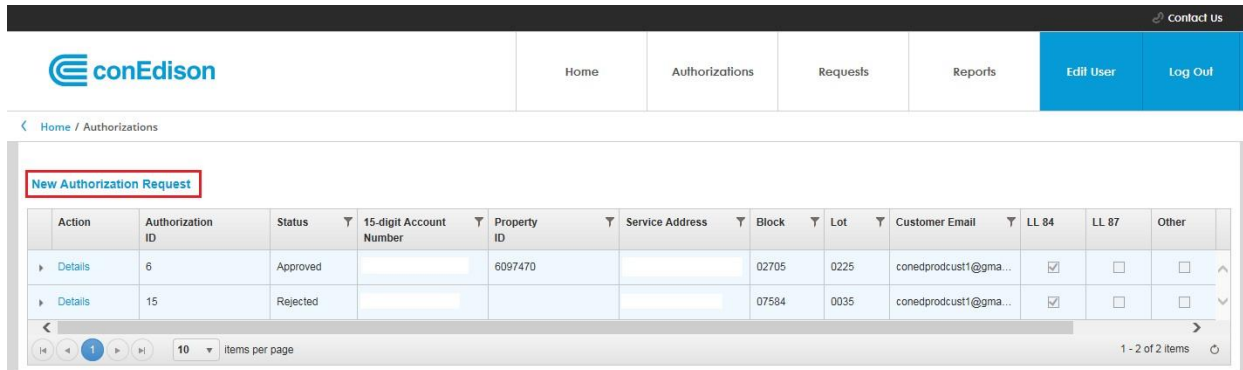 Contact Us
conEdison
Home
Authorizations
Requests
Reports
Edit User
Log Out
Home / Authorizations
New Authorization Request
Action
Authorization ID
Status
15-digit Account Number
Property ID
Service Address
Block
Lot
Customer Email
LL 84
LL 87
Other
Details 6 Approved 6097470 02705 0225 conedprodcust1@gma...
Details 15 Rejected 07584 0035 conedprodcust1@gma...
1 10 items per page 1 - 2 of 2 items